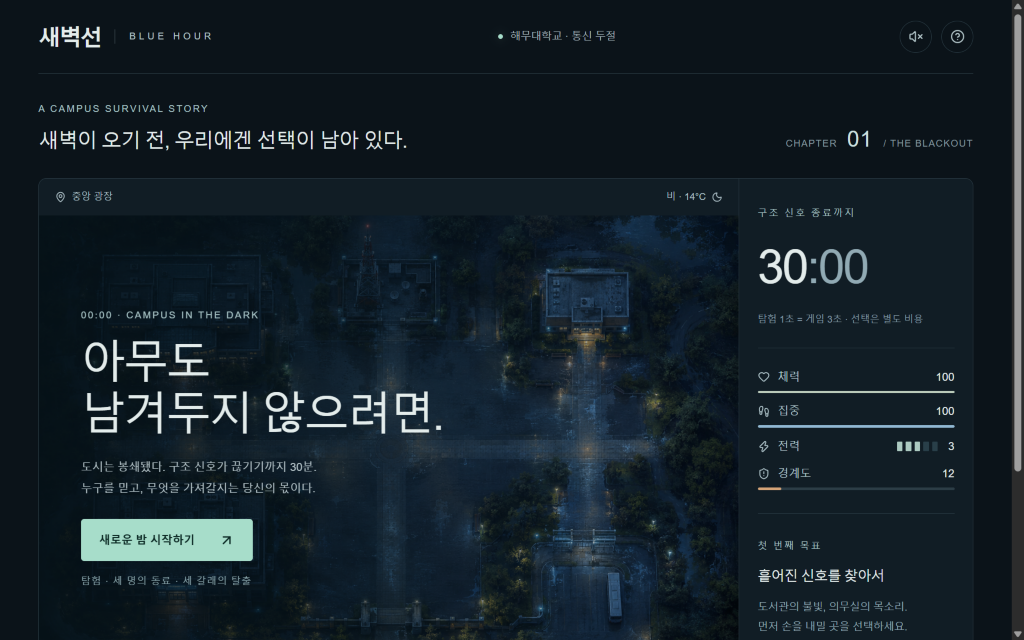 새벽선
BLUE HOUR
해무대학교 · 통신 두절
A CAMPUS SURVIVAL STORY
새벽이 오기 전, 우리에겐 선택이 남아 있다.
CHAPTER 01 / THE BLACKOUT
중앙 광장
비 · 14°C
00:00 · CAMPUS IN THE DARK
아무도
남겨두지 않으려면.
도시는 봉쇄됐다. 구조 신호가 끊기기까지 30분.
누구를 믿고, 무엇을 가져갈지는 당신의 몫이다.
새로운 밤 시작하기
탐험 · 세 명의 동료 · 세 갈래의 탈출
구조 신호 종료까지
30:00
탐험 1초 = 게임 3초 · 선택은 별도 비용
체력 100
집중 100
전력 3
경계도 12
첫 번째 목표
흩어진 신호를 찾아서
도서관의 불빛, 의무실의 목소리.
먼저 손을 내밀 곳을 선택하세요.